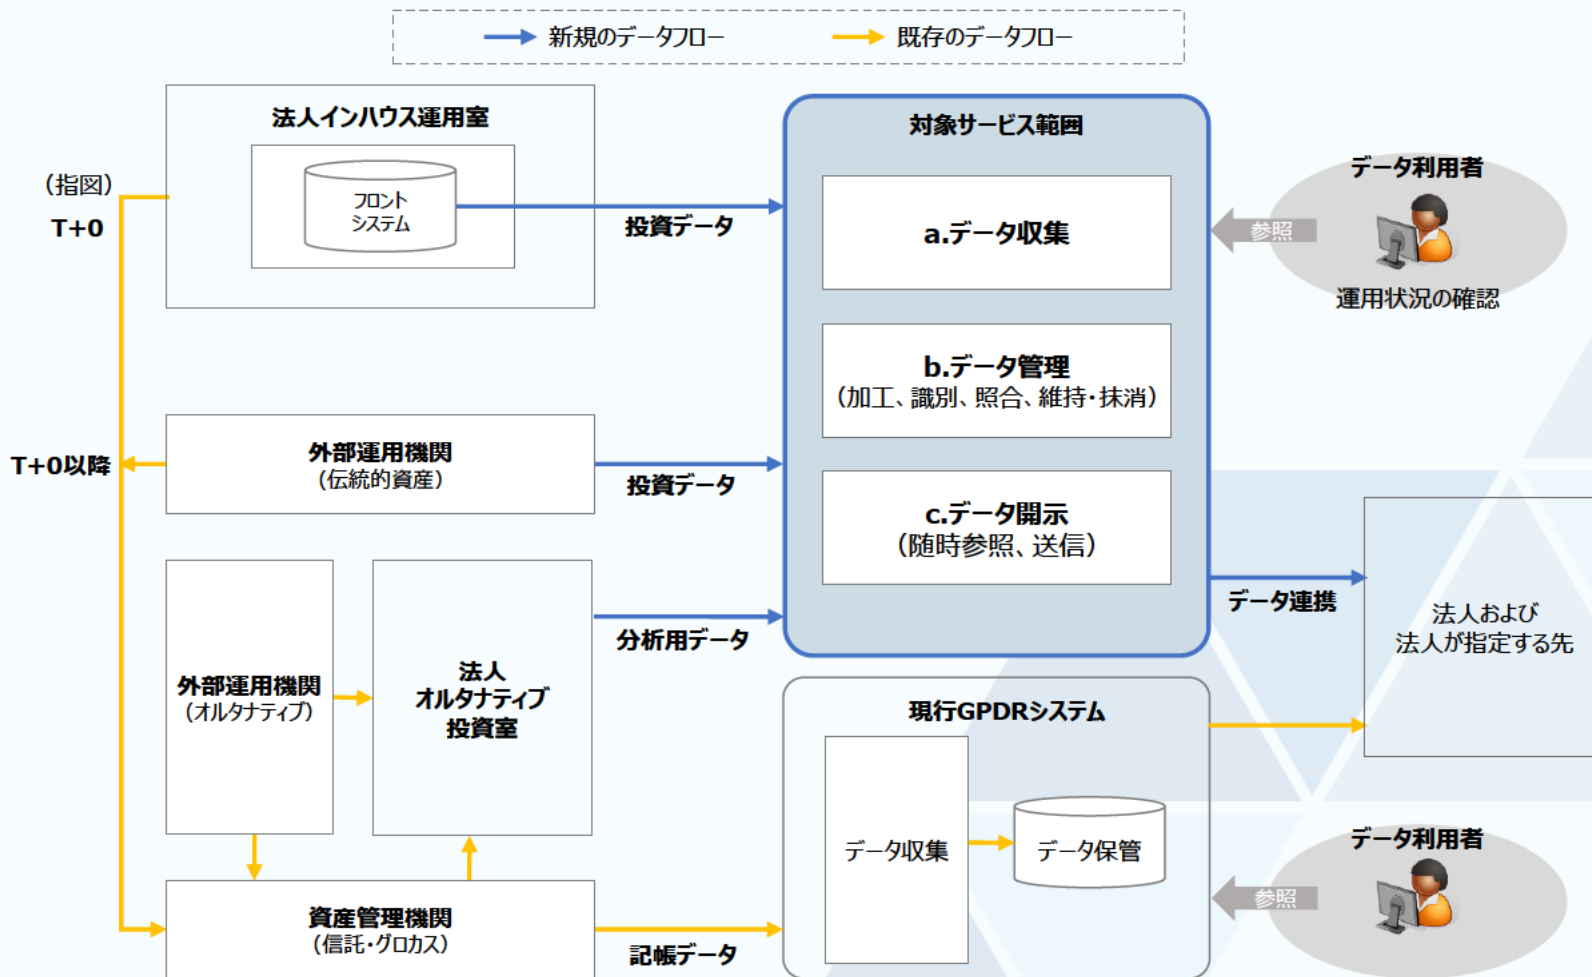 新規のデータフロー
既存のデータフロー
法人インハウス運用室
フロント
システム
(指図)
T+0
投資データ
対象サービス範囲
a.データ収集
b.データ管理
(加工、識別、照合、維持・抹消)
c.データ開示
(随時参照、送信)
データ利用者
参照
運用状況の確認
T+0以降
外部運用機関
(伝統的資産)
投資データ
外部運用機関
(オルタナティブ)
法人
オルタナティブ
投資室
分析用データ
データ連携
法人および
法人が指定する先
現行GPDRシステム
データ収集
データ保管
データ利用者
参照
資産管理機関
(信託・グロカス)
記帳データ